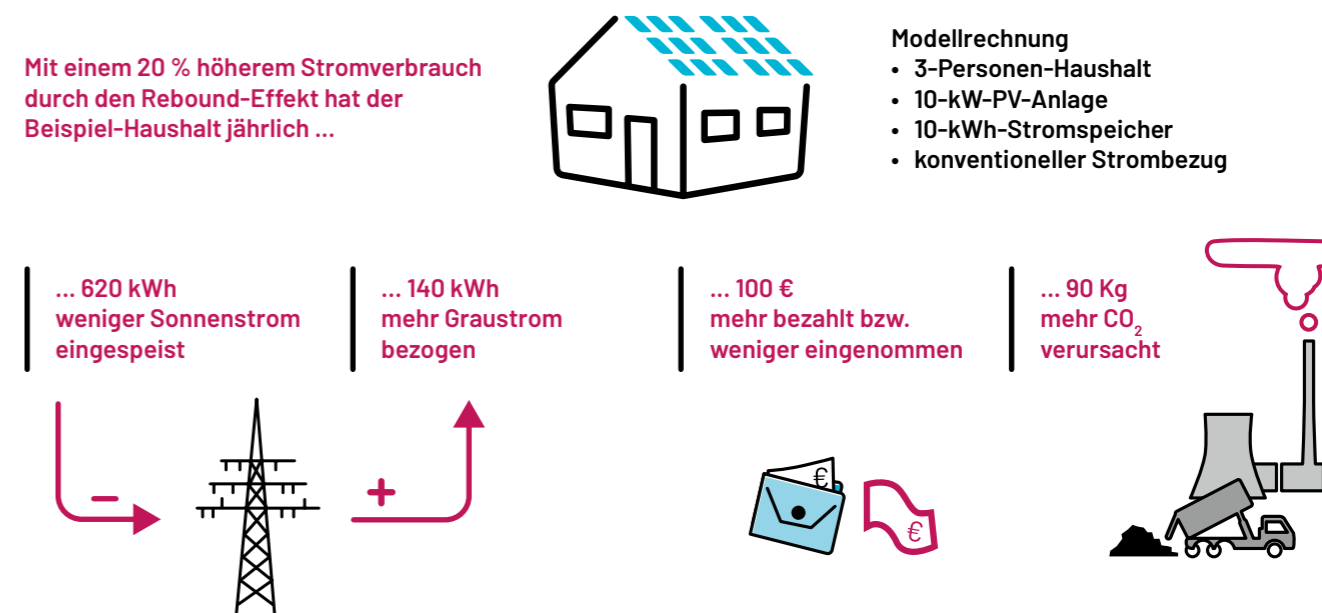 Mit einem 20 % höherem Stromverbrauch
durch den Rebound-Effekt hat der
Beispiel-Haushalt jährlich ...
Modellrechnung
• 3-Personen-Haushalt
• 10-kW-PV-Anlage
• 10-kWh-Stromspeicher
• konventioneller Strombezug
... 620 kWh
weniger Sonnenstrom
eingespeist
... 140 kWh
mehr Graustrom
bezogen
... 100 €
mehr bezahlt bzw.
weniger eingenommen
... 90 Kg
mehr CO₂
verursacht
–
+
€
€